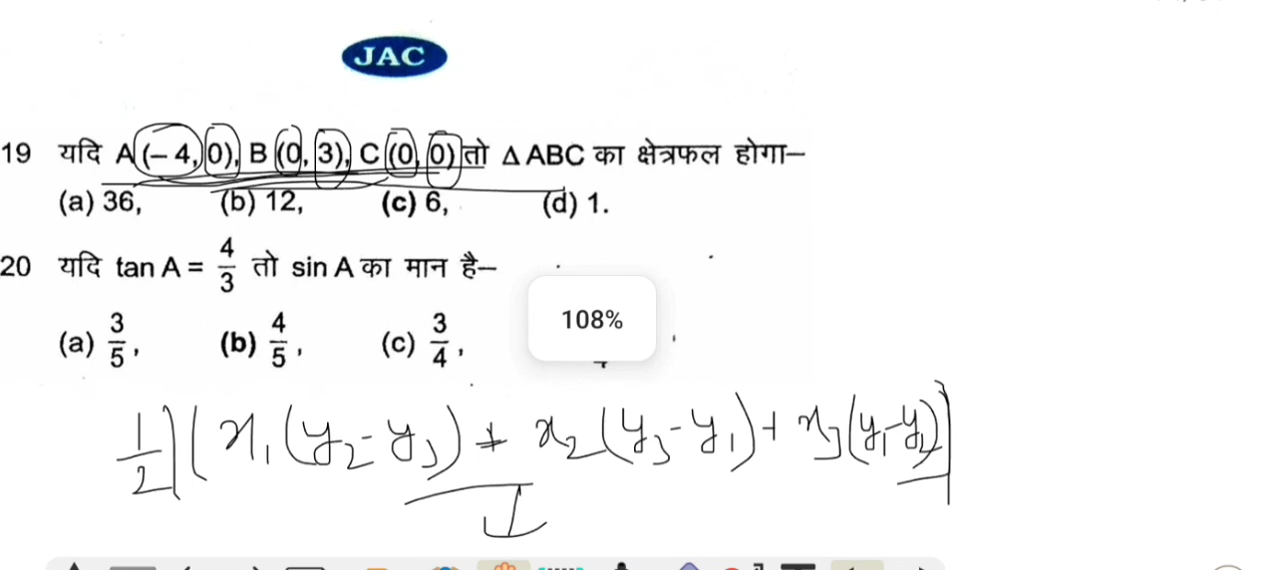 JAC
19 यदि A(– 4, 0), B (0, 3), C (0, 0) तो Δ ABC का क्षेत्रफल होगा–
(a) 36, (b) 12, (c) 6, (d) 1.
20 यदि tan A = 4/3 तो sin A का मान है–
(a) 3/5, (b) 4/5, (c) 3/4,
108%
1/2 |(x₁(y₂-y₃) + x₂(y₃-y₁) + x₃(y₁-y₂)|